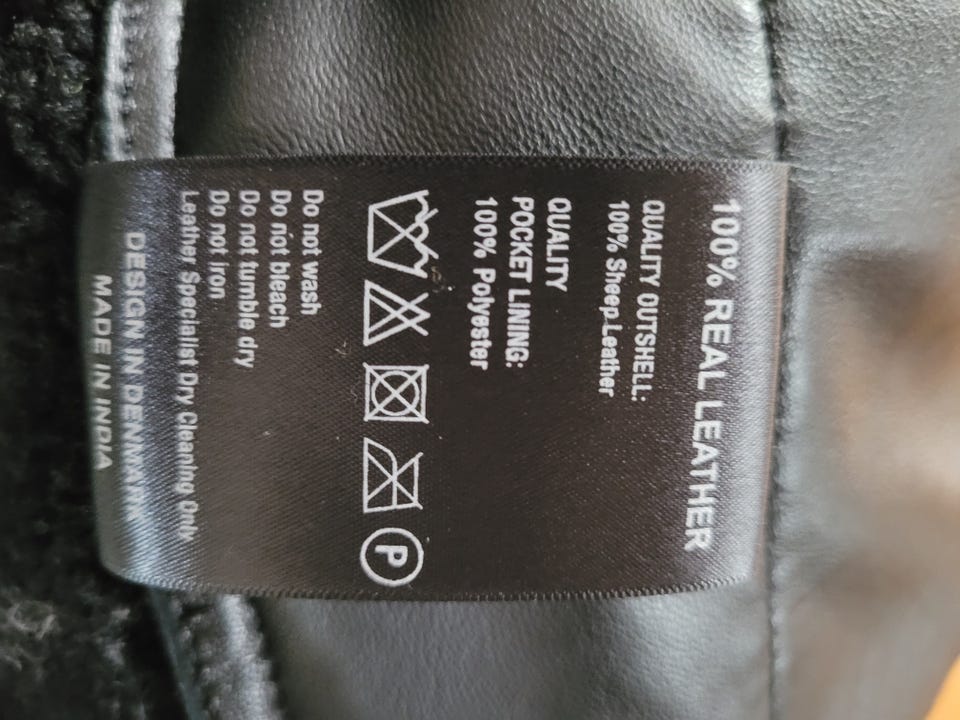 100% REAL LEATHER
QUALITY OUTSHELL:
100% Sheep Leather
QUALITY
POCKET LINING:
100% Polyester
P
Do not wash
Do not bleach
Do not tumble dry
Do not iron
Leather Specialist Dry Cleaning Only
DESIGN IN DENMARK
MADE IN INDIA